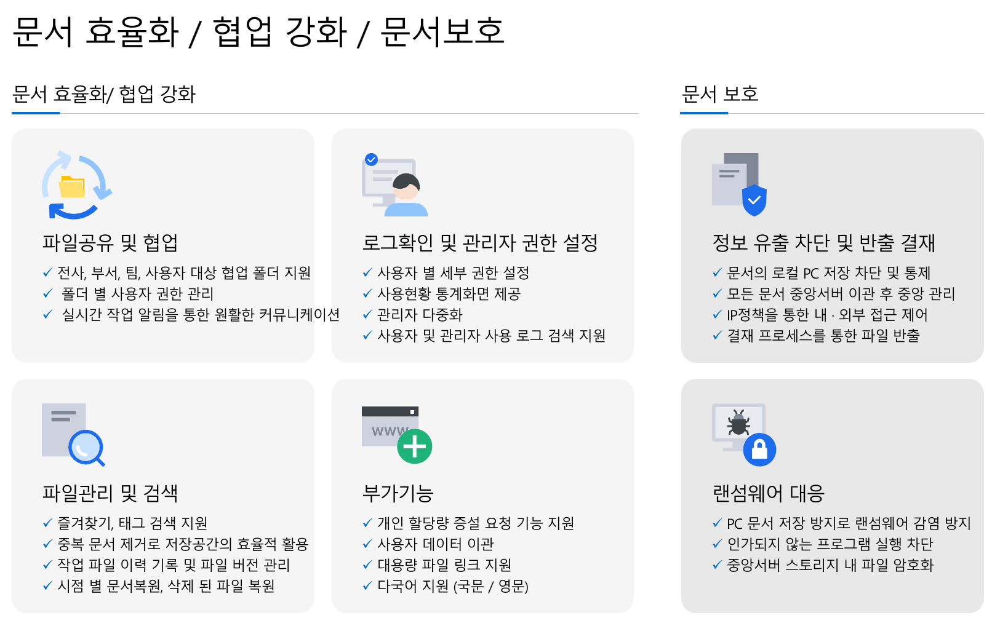 문서 효율화 / 협업 강화 / 문서보호
문서 효율화/ 협업 강화
파일공유 및 협업
전사, 부서, 팀, 사용자 대상 협업 폴더 지원
폴더 별 사용자 권한 관리
실시간 작업 알림을 통한 원활한 커뮤니케이션
로그확인 및 관리자 권한 설정
사용자 별 세부 권한 설정
사용현황 통계화면 제공
관리자 다중화
사용자 및 관리자 사용 로그 검색 지원
파일관리 및 검색
즐겨찾기, 태그 검색 지원
중복 문서 제거로 저장공간의 효율적 활용
작업 파일 이력 기록 및 파일 버전 관리
시점 별 문서복원, 삭제 된 파일 복원
www
부가기능
개인 할당량 증설 요청 기능 지원
사용자 데이터 이관
대용량 파일 링크 지원
다국어 지원 (국문 / 영문)
문서 보호
정보 유출 차단 및 반출 결재
문서의 로컬 PC 저장 차단 및 통제
모든 문서 중앙서버 이관 후 중앙 관리
IP정책을 통한 내 · 외부 접근 제어
결재 프로세스를 통한 파일 반출
랜섬웨어 대응
PC 문서 저장 방지로 랜섬웨어 감염 방지
인가되지 않는 프로그램 실행 차단
중앙서버 스토리지 내 파일 암호화